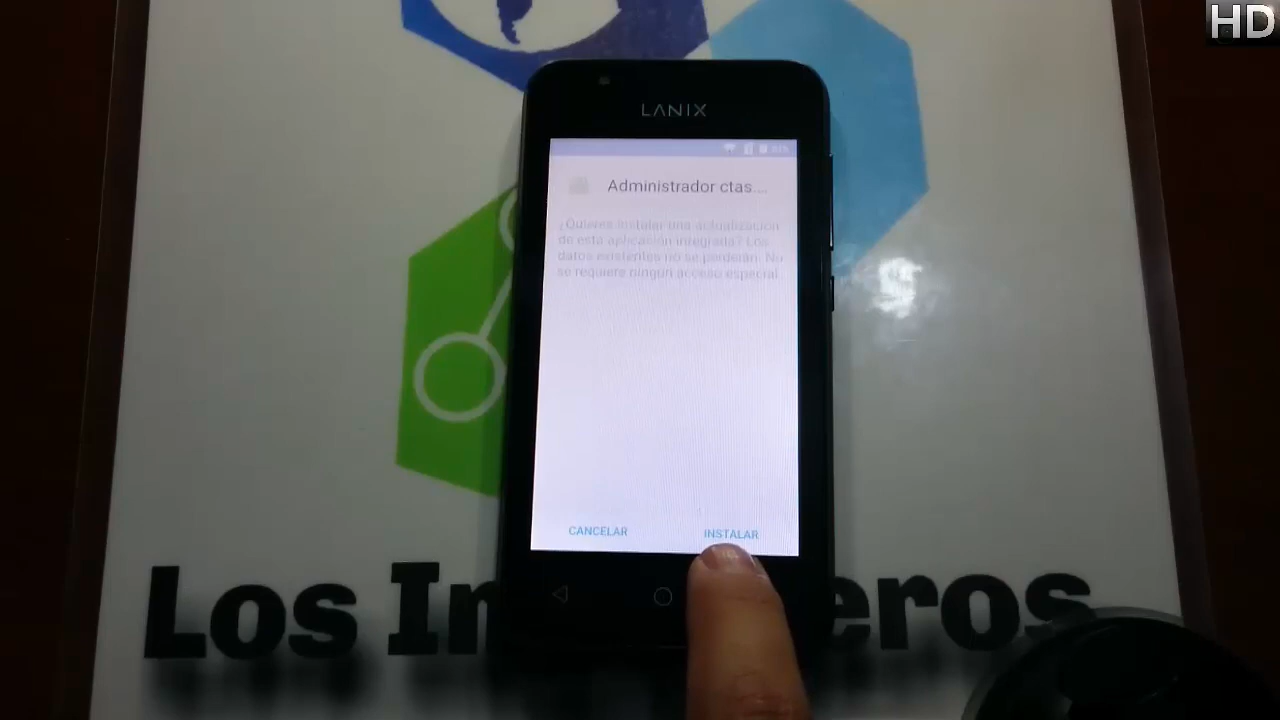 HD
LANIX
Administrador ctas....
¿Quieres instalar una actualización
de esta aplicación integrada? Los
datos existentes no se perderán. No
se requiere ningún acceso especial.
CANCELAR
INSTALAR
Los In eros